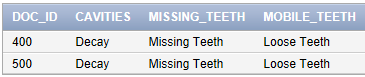 DOC_ID CAVITIES MISSING_TEETH MOBILE_TEETH
400 Decay Missing Teeth Loose Teeth
500 Decay Missing Teeth Loose Teeth